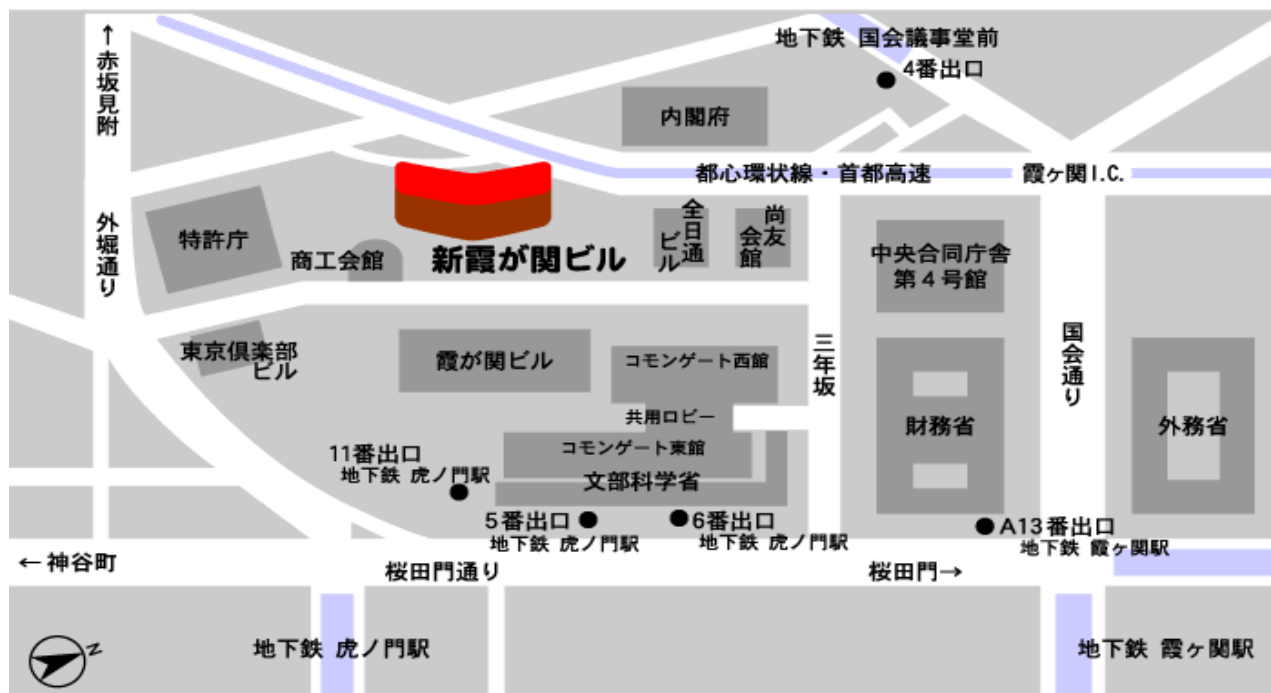 ↑赤坂見附
地下鉄 国会議事堂前
4番出口
内閣府
都心環状線・首都高速
霞ヶ関I.C.
外堀通り
特許庁
商工会館
新霞が関ビル
全日通
ビル
尚友
会館
中央合同庁舎
第4号館
東京倶楽部
ビル
霞が関ビル
コモンゲート西館
三年坂
国会通り
共用ロビー
財務省
外務省
コモンゲート東館
11番出口
地下鉄 虎ノ門駅
文部科学省
5番出口
地下鉄 虎ノ門駅
6番出口
地下鉄 虎ノ門駅
A13番出口
地下鉄 霞ヶ関駅
←神谷町
桜田門通り
桜田門→
地下鉄 虎ノ門駅
地下鉄 霞ヶ関駅
N